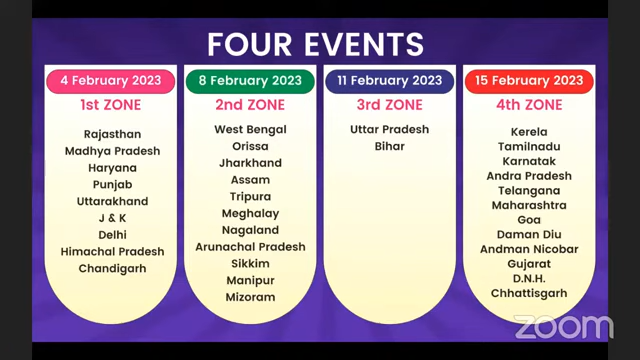 FOUR EVENTS
4 February 2023
1st ZONE
Rajasthan
Madhya Pradesh
Haryana
Punjab
Uttarakhand
J & K
Delhi
Himachal Pradesh
Chandigarh
8 February 2023
2nd ZONE
West Bengal
Orissa
Jharkhand
Assam
Tripura
Meghalay
Nagaland
Arunachal Pradesh
Sikkim
Manipur
Mizoram
11 February 2023
3rd ZONE
Uttar Pradesh
Bihar
15 February 2023
4th ZONE
Kerela
Tamilnadu
Karnatak
Andra Pradesh
Telangana
Maharashtra
Goa
Daman Diu
Andman Nicobar
Gujarat
D.N.H.
Chhattisgarh
zoom